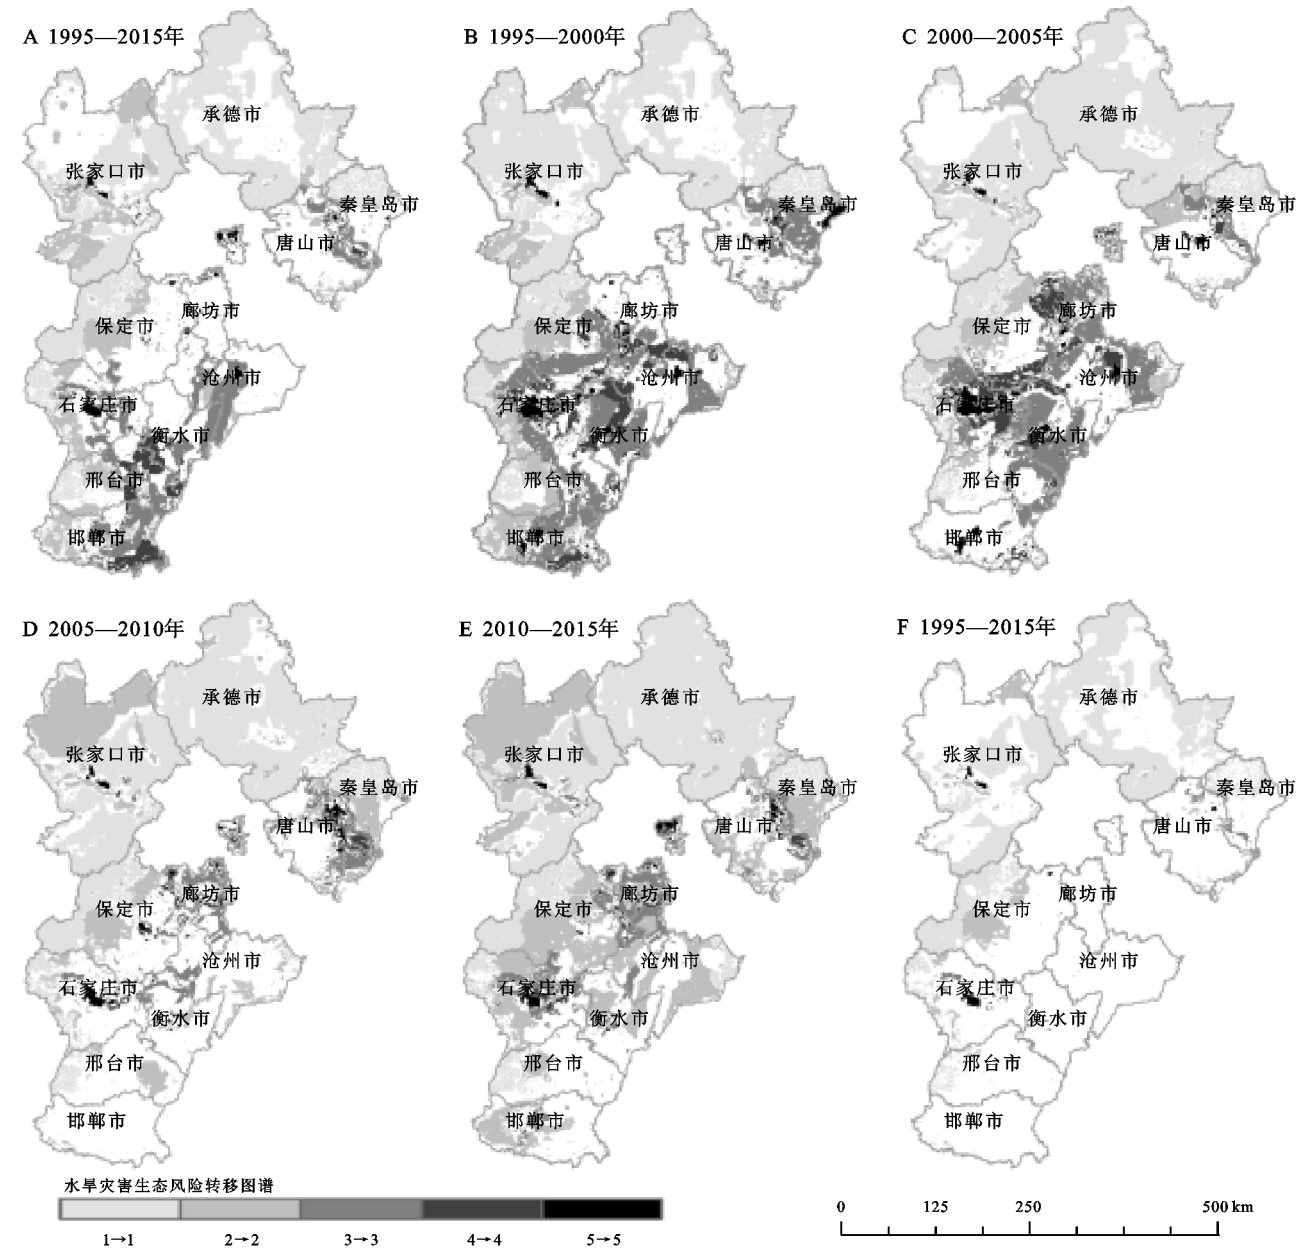 A 1995—2015年
承德市
张家口市
秦皇岛市
唐山市
廊坊市
保定市
沧州市
石家庄市
衡水市
邢台市
邯郸市
B 1995—2000年
承德市
张家口市
秦皇岛市
唐山市
廊坊市
保定市
沧州市
石家庄市
衡水市
邢台市
邯郸市
C 2000—2005年
承德市
张家口市
秦皇岛市
唐山市
廊坊市
保定市
沧州市
石家庄市
衡水市
邢台市
邯郸市
D 2005—2010年
承德市
张家口市
秦皇岛市
唐山市
廊坊市
保定市
沧州市
石家庄市
衡水市
邢台市
邯郸市
E 2010—2015年
承德市
张家口市
秦皇岛市
唐山市
廊坊市
保定市
沧州市
石家庄市
衡水市
邢台市
邯郸市
F 1995—2015年
承德市
张家口市
秦皇岛市
唐山市
廊坊市
保定市
沧州市
石家庄市
衡水市
邢台市
邯郸市
水旱灾害生态风险转移图谱
1→1 2→2 3→3 4→4 5→5
0 125 250 500 km